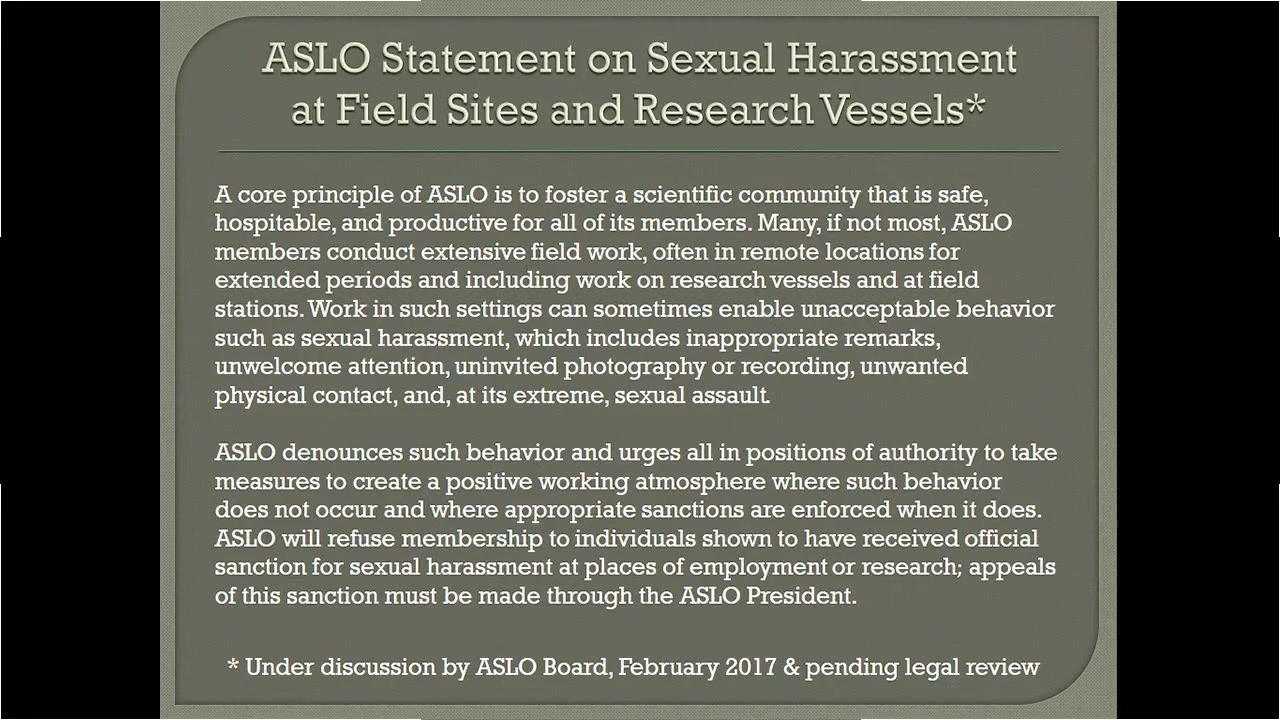 ASLO Statement on Sexual Harassment
at Field Sites and Research Vessels*
A core principle of ASLO is to foster a scientific community that is safe,
hospitable, and productive for all of its members. Many, if not most, ASLO
members conduct extensive field work, often in remote locations for
extended periods and including work on research vessels and at field
stations. Work in such settings can sometimes enable unacceptable behavior
such as sexual harassment, which includes inappropriate remarks,
unwelcome attention, uninvited photography or recording, unwanted
physical contact, and, at its extreme, sexual assault.
ASLO denounces such behavior and urges all in positions of authority to take
measures to create a positive working atmosphere where such behavior
does not occur and where appropriate sanctions are enforced when it does.
ASLO will refuse membership to individuals shown to have received official
sanction for sexual harassment at places of employment or research; appeals
of this sanction must be made through the ASLO President.
* Under discussion by ASLO Board, February 2017 & pending legal review